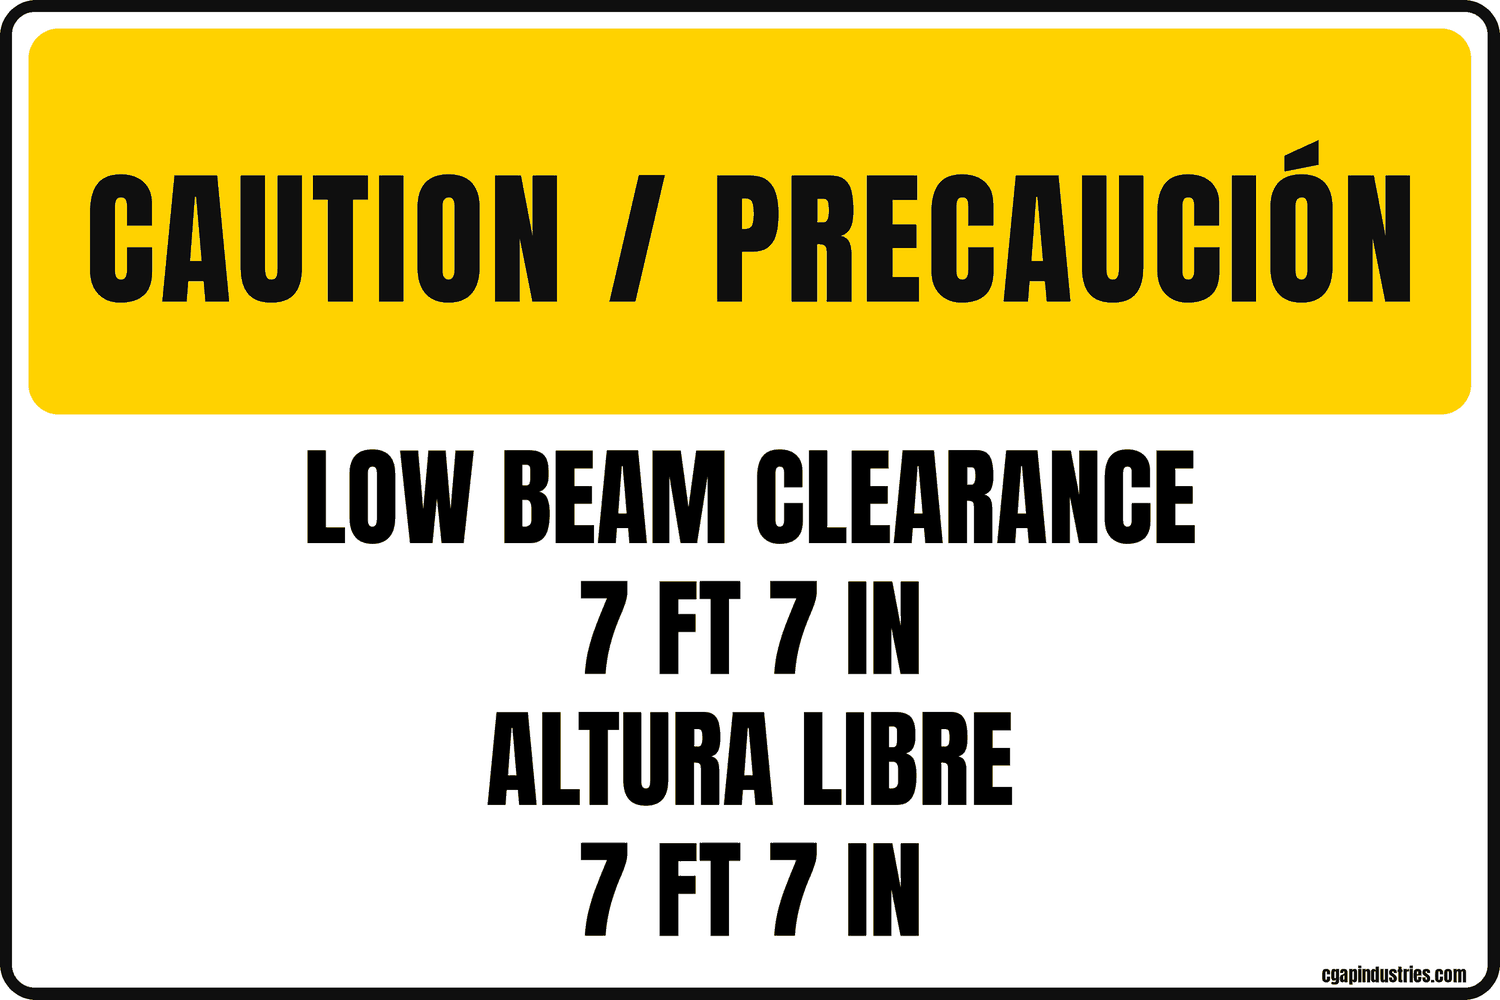 CAUTION / PRECAUCIÓN
LOW BEAM CLEARANCE
7 FT 7 IN
ALTURA LIBRE
7 FT 7 IN
cgapindustries.com